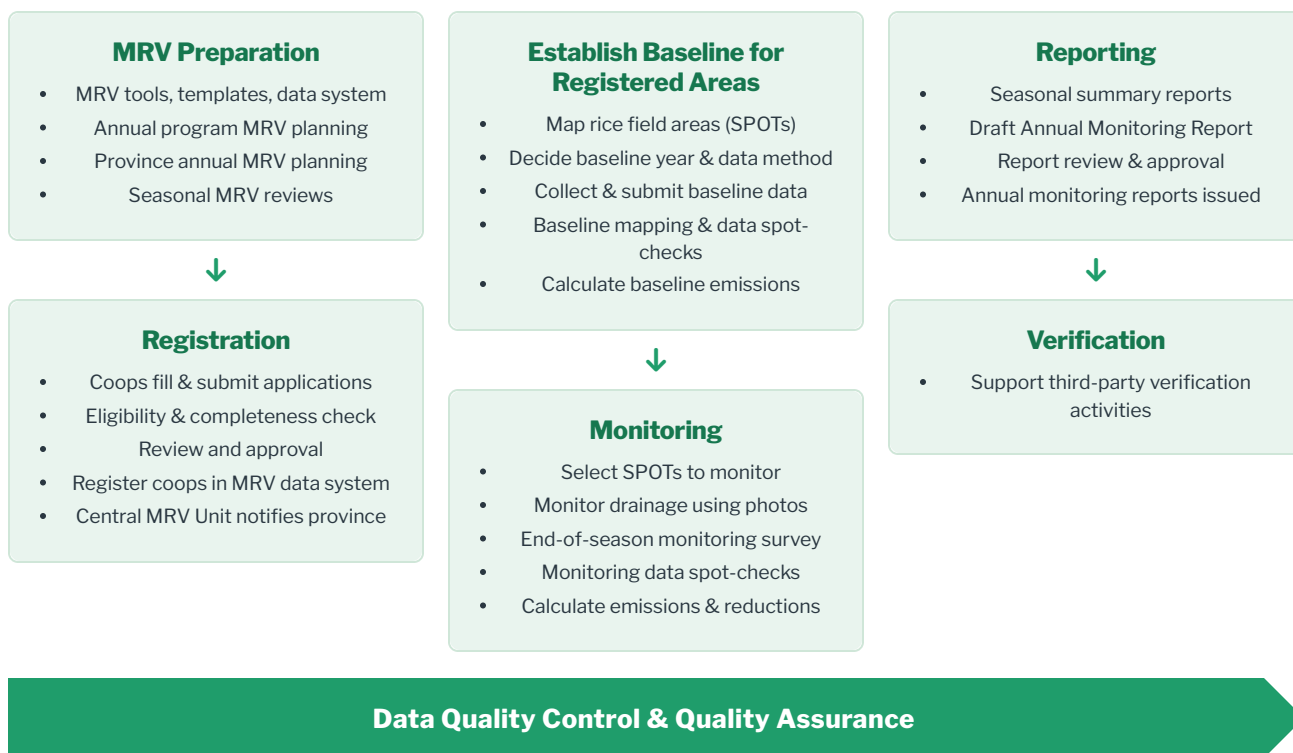 MRV Preparation
• MRV tools, templates, data system
• Annual program MRV planning
• Province annual MRV planning
• Seasonal MRV reviews
Registration
• Coops fill & submit applications
• Eligibility & completeness check
• Review and approval
• Register coops in MRV data system
• Central MRV Unit notifies province
Establish Baseline for
Registered Areas
• Map rice field areas (SPOTs)
• Decide baseline year & data method
• Collect & submit baseline data
• Baseline mapping & data spot-
checks
• Calculate baseline emissions
Monitoring
• Select SPOTs to monitor
• Monitor drainage using photos
• End-of-season monitoring survey
• Monitoring data spot-checks
• Calculate emissions & reductions
Reporting
• Seasonal summary reports
• Draft Annual Monitoring Report
• Report review & approval
• Annual monitoring reports issued
Verification
• Support third-party verification
activities
Data Quality Control & Quality Assurance